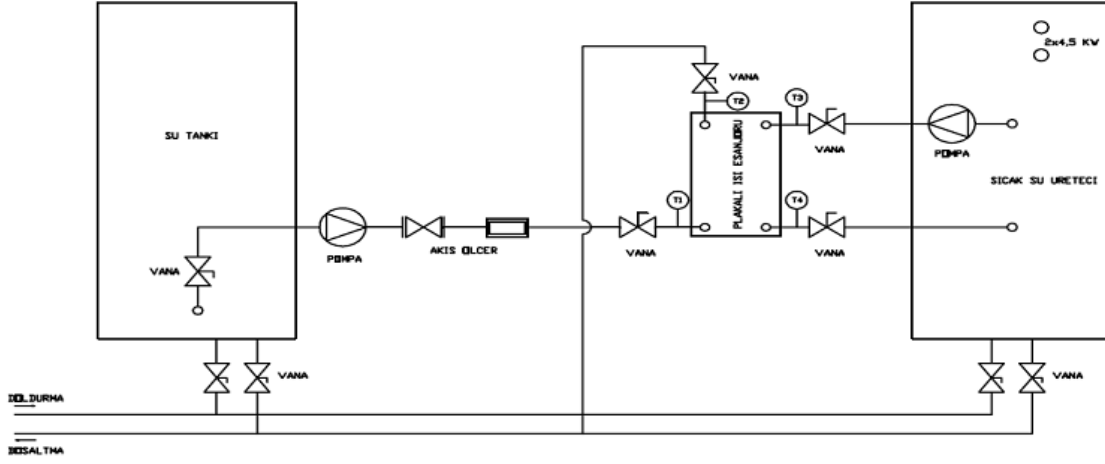 2x4,5 KW
VANA
T2
T3
SU TANKI
PLAKALI ISI ESANJORU
VANA
POMPA
SICAK SU URETECI
T1
T4
AKIS OLCER
VANA
VANA
POMPA
VANA
VANA
VANA
DOLDURMA
BOSALTMA